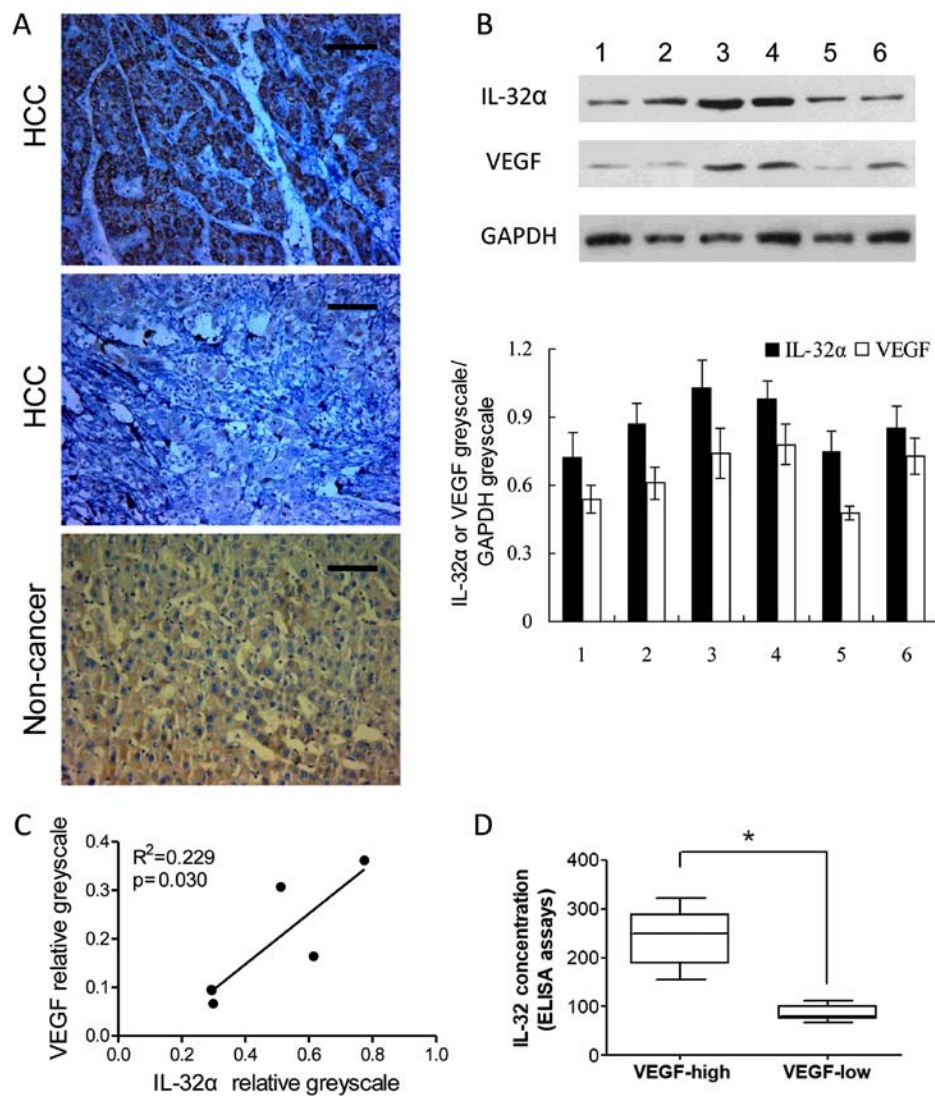 A
HCC
HCC
Non-cancer
B
1 2 3 4 5 6
IL-32α
VEGF
GAPDH
IL-32α or VEGF greyscale/
GAPDH greyscale
1.2
0.9
0.6
0.3
0
IL-32α VEGF
1 2 3 4 5 6
C
VEGF relative greyscale
0.4
0.3
0.2
0.1
0.0
R²=0.229
p=0.030
0.0 0.2 0.4 0.6 0.8 1.0
IL-32α relative greyscale
D
IL-32 concentration
(ELISA assays)
400
300
200
100
0
*
VEGF-high VEGF-low